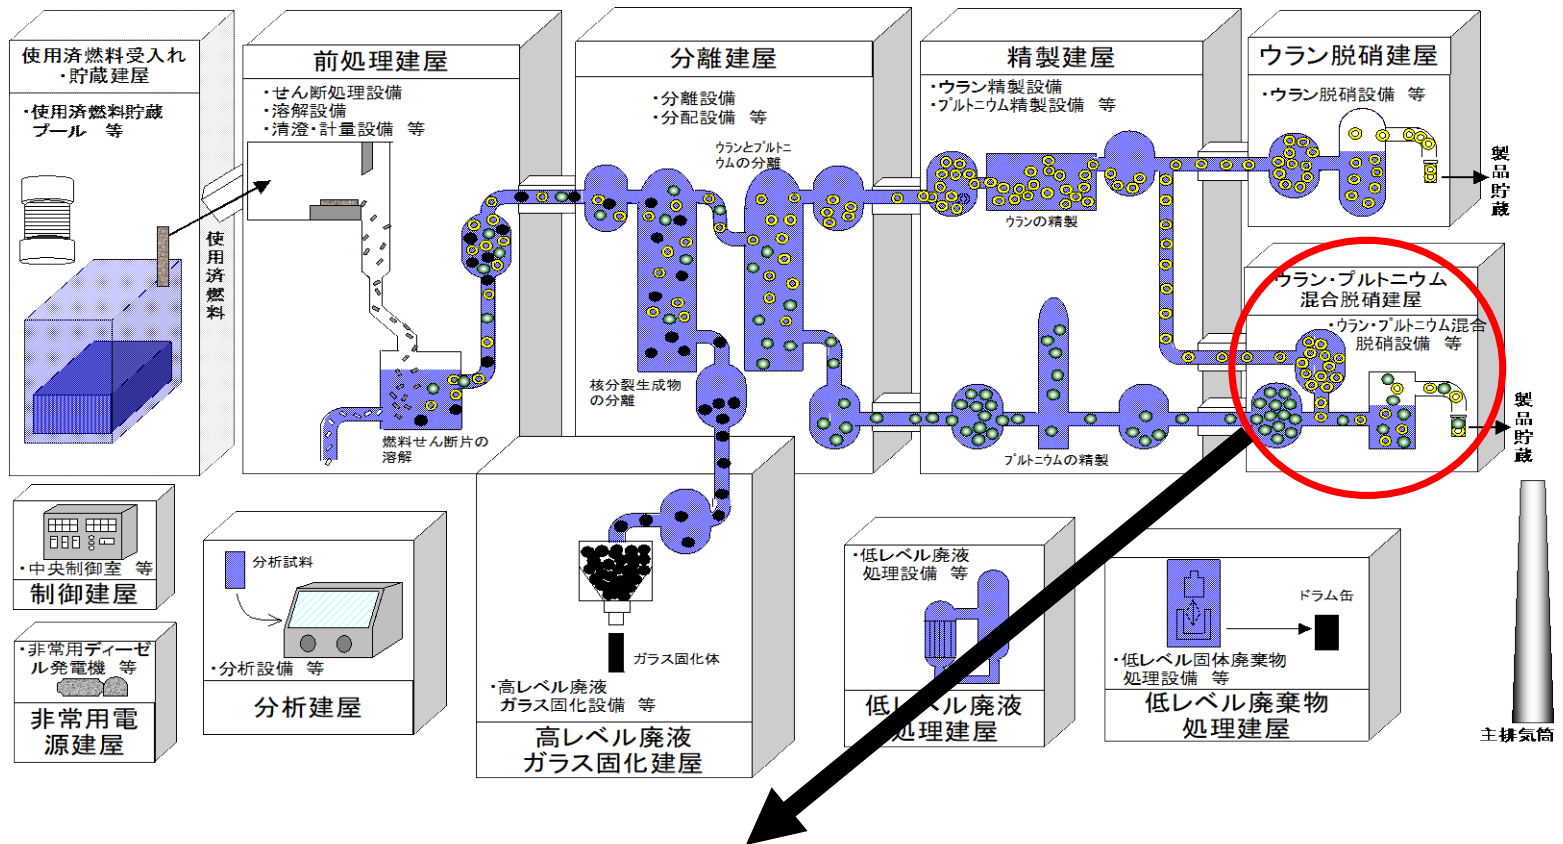 使用済燃料受入れ
・貯蔵建屋
・使用済燃料貯蔵
プール 等
使用済燃料
前処理建屋
・せん断処理設備
・溶解設備
・清澄・計量設備 等
燃料せん断片の
溶解
分離建屋
・分離設備
・分配設備 等
ウランとプルトニ
ウムの分離
核分裂生成物
の分離
精製建屋
・ウラン精製設備
・プルトニウム精製設備 等
ウランの精製
プルトニウムの精製
ウラン脱硝建屋
・ウラン脱硝設備 等
製品貯蔵
ウラン・プルトニウム
混合脱硝建屋
・ウラン・プルトニウム混合
脱硝設備 等
製品貯蔵
・中央制御室 等
制御建屋
・非常用ディーゼ
ル発電機 等
非常用電
源建屋
分析試料
・分析設備 等
分析建屋
ガラス固化体
・高レベル廃液
ガラス固化設備 等
高レベル廃液
ガラス固化建屋
・低レベル廃液
処理設備 等
低レベル廃液
処理建屋
ドラム缶
・低レベル固体廃棄物
処理設備 等
低レベル廃棄物
処理建屋
主排気筒